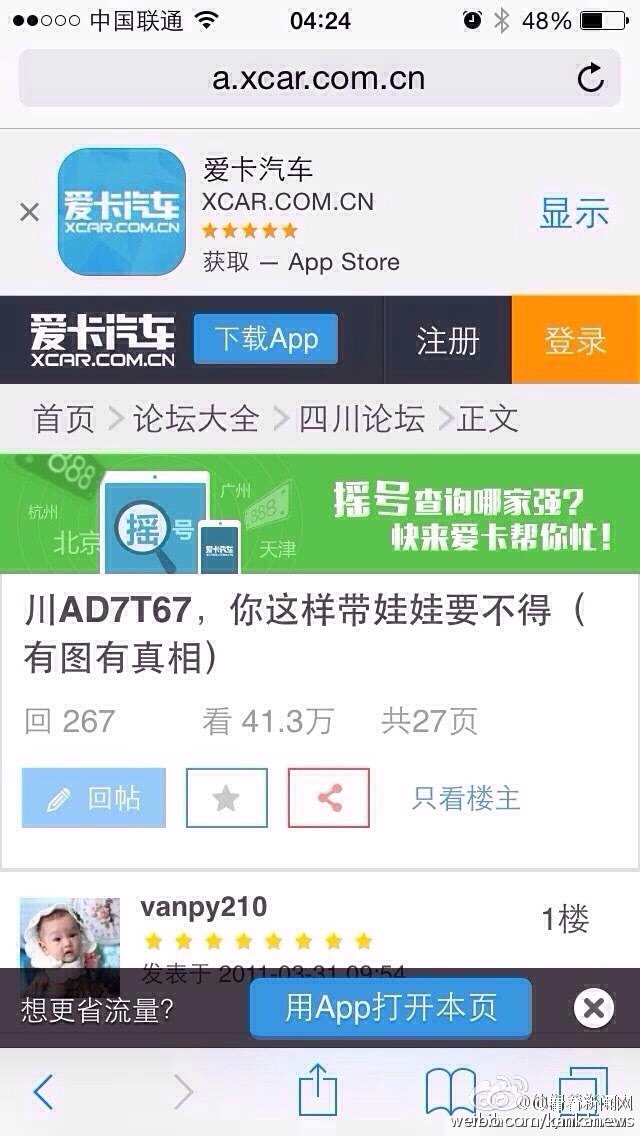 中国联通 04:24 48%
a.xcar.com.cn
爱卡汽车
XCAR.COM.CN
爱卡汽车
XCAR.COM.CN
获取 — App Store
显示
爱卡汽车
XCAR.COM.CN
下载App
注册
登录
首页 > 论坛大全 > 四川论坛 > 正文
888
杭州
北京
广州
天津
888.
摇号
爱卡汽车
摇号查询哪家强?
快来爱卡帮你忙!
川AD7T67，你这样带娃娃要不得（
有图有真相）
回 267 看 41.3万 共27页
回帖
只看楼主
vanpy210
1楼
发表于 2011-03-31 09:54
想更省流量?
用App打开本页
weibo.com/kankanews